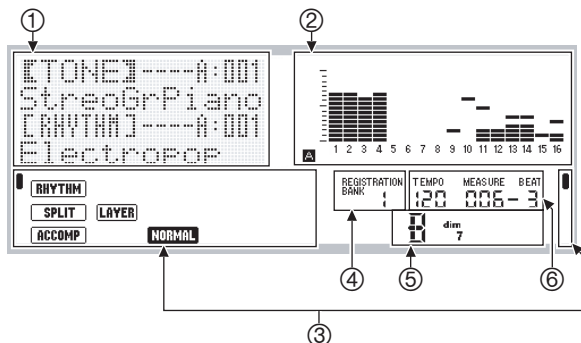 ① ②
【TONE】----A:001
StreoGrPiano
[RHYTHM]----A:001
Electropop
A
1 2 3 4 5 6 7 8 9 10 11 12 13 14 15 16
RHYTHM
SPLIT LAYER
ACCOMP NORMAL
REGISTRATION
BANK 1
TEMPO MEASURE BEAT
120 006- 3
B dim
7
④ ⑤ ⑥
③